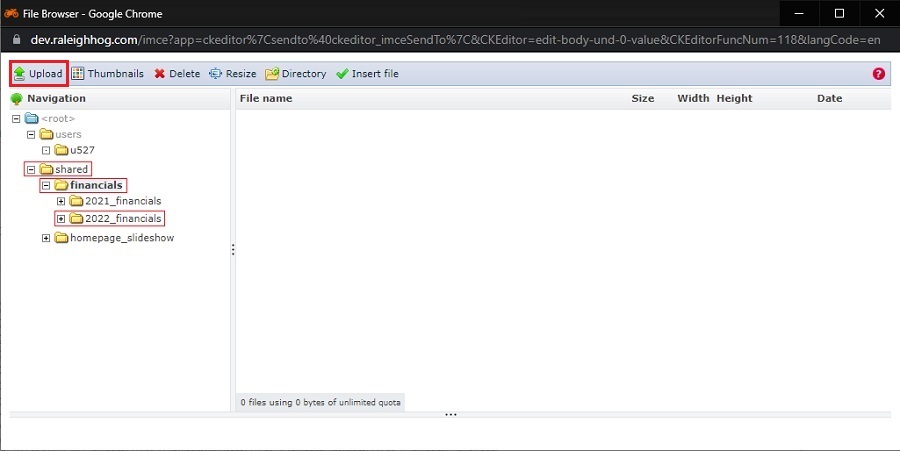 File Browser - Google Chrome
dev.raleighhog.com/imce?app=ckeditor%7Csendto%40ckeditor_imceSendTo%7C&CKEditor=edit-body-und-0-value&CKEditorFuncNum=118&langCode=en
Upload Thumbnails Delete Resize Directory Insert file ?
Navigation File name Size Width Height Date
<root>
users
u527
shared
financials
2021_financials
2022_financials
homepage_slideshow
0 files using 0 bytes of unlimited quota